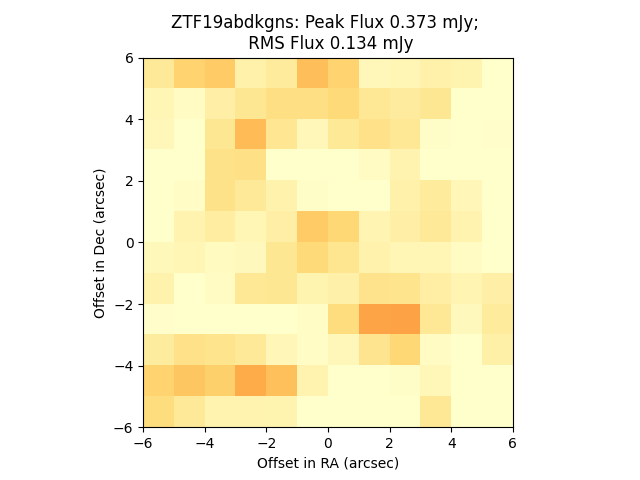 ZTF19abdkgns: Peak Flux 0.373 mJy;
RMS Flux 0.134 mJy
6
4
2
0
−2
−4
−6
Offset in Dec (arcsec)
−6 −4 −2 0 2 4 6
Offset in RA (arcsec)